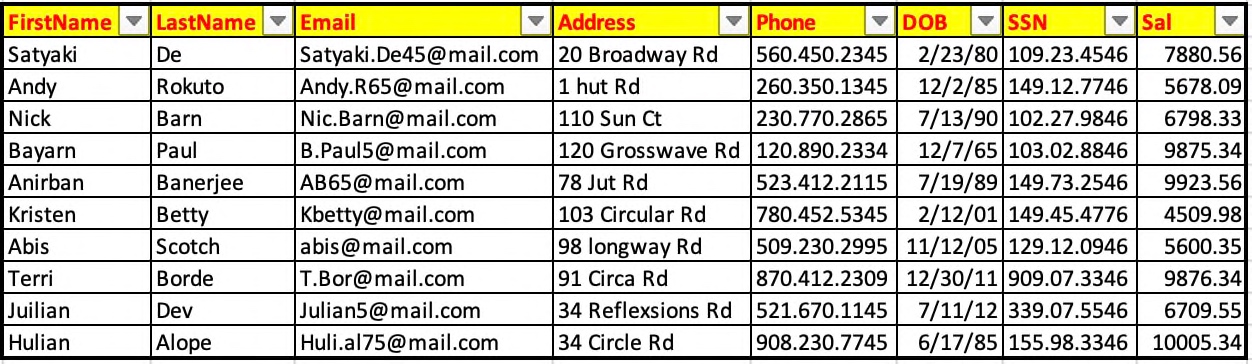 FirstName LastName Email Address Phone DOB SSN Sal
Satyaki De Satyaki.De45@mail.com 20 Broadway Rd 560.450.2345 2/23/80 109.23.4546 7880.56
Andy Rokuto Andy.R65@mail.com 1 hut Rd 260.350.1345 12/2/85 149.12.7746 5678.09
Nick Barn Nic.Barn@mail.com 110 Sun Ct 230.770.2865 7/13/90 102.27.9846 6798.33
Bayarn Paul B.Paul5@mail.com 120 Grosswave Rd 120.890.2334 12/7/65 103.02.8846 9875.34
Anirban Banerjee AB65@mail.com 78 Jut Rd 523.412.2115 7/19/89 149.73.2546 9923.56
Kristen Betty Kbetty@mail.com 103 Circular Rd 780.452.5345 2/12/01 149.45.4776 4509.98
Abis Scotch abis@mail.com 98 longway Rd 509.230.2995 11/12/05 129.12.0946 5600.35
Terri Borde T.Bor@mail.com 91 Circa Rd 870.412.2309 12/30/11 909.07.3346 9876.34
Juilian Dev Julian5@mail.com 34 Reflexsions Rd 521.670.1145 7/11/12 339.07.5546 6709.55
Hulian Alope Huli.al75@mail.com 34 Circle Rd 908.230.7745 6/17/85 155.98.3346 10005.34